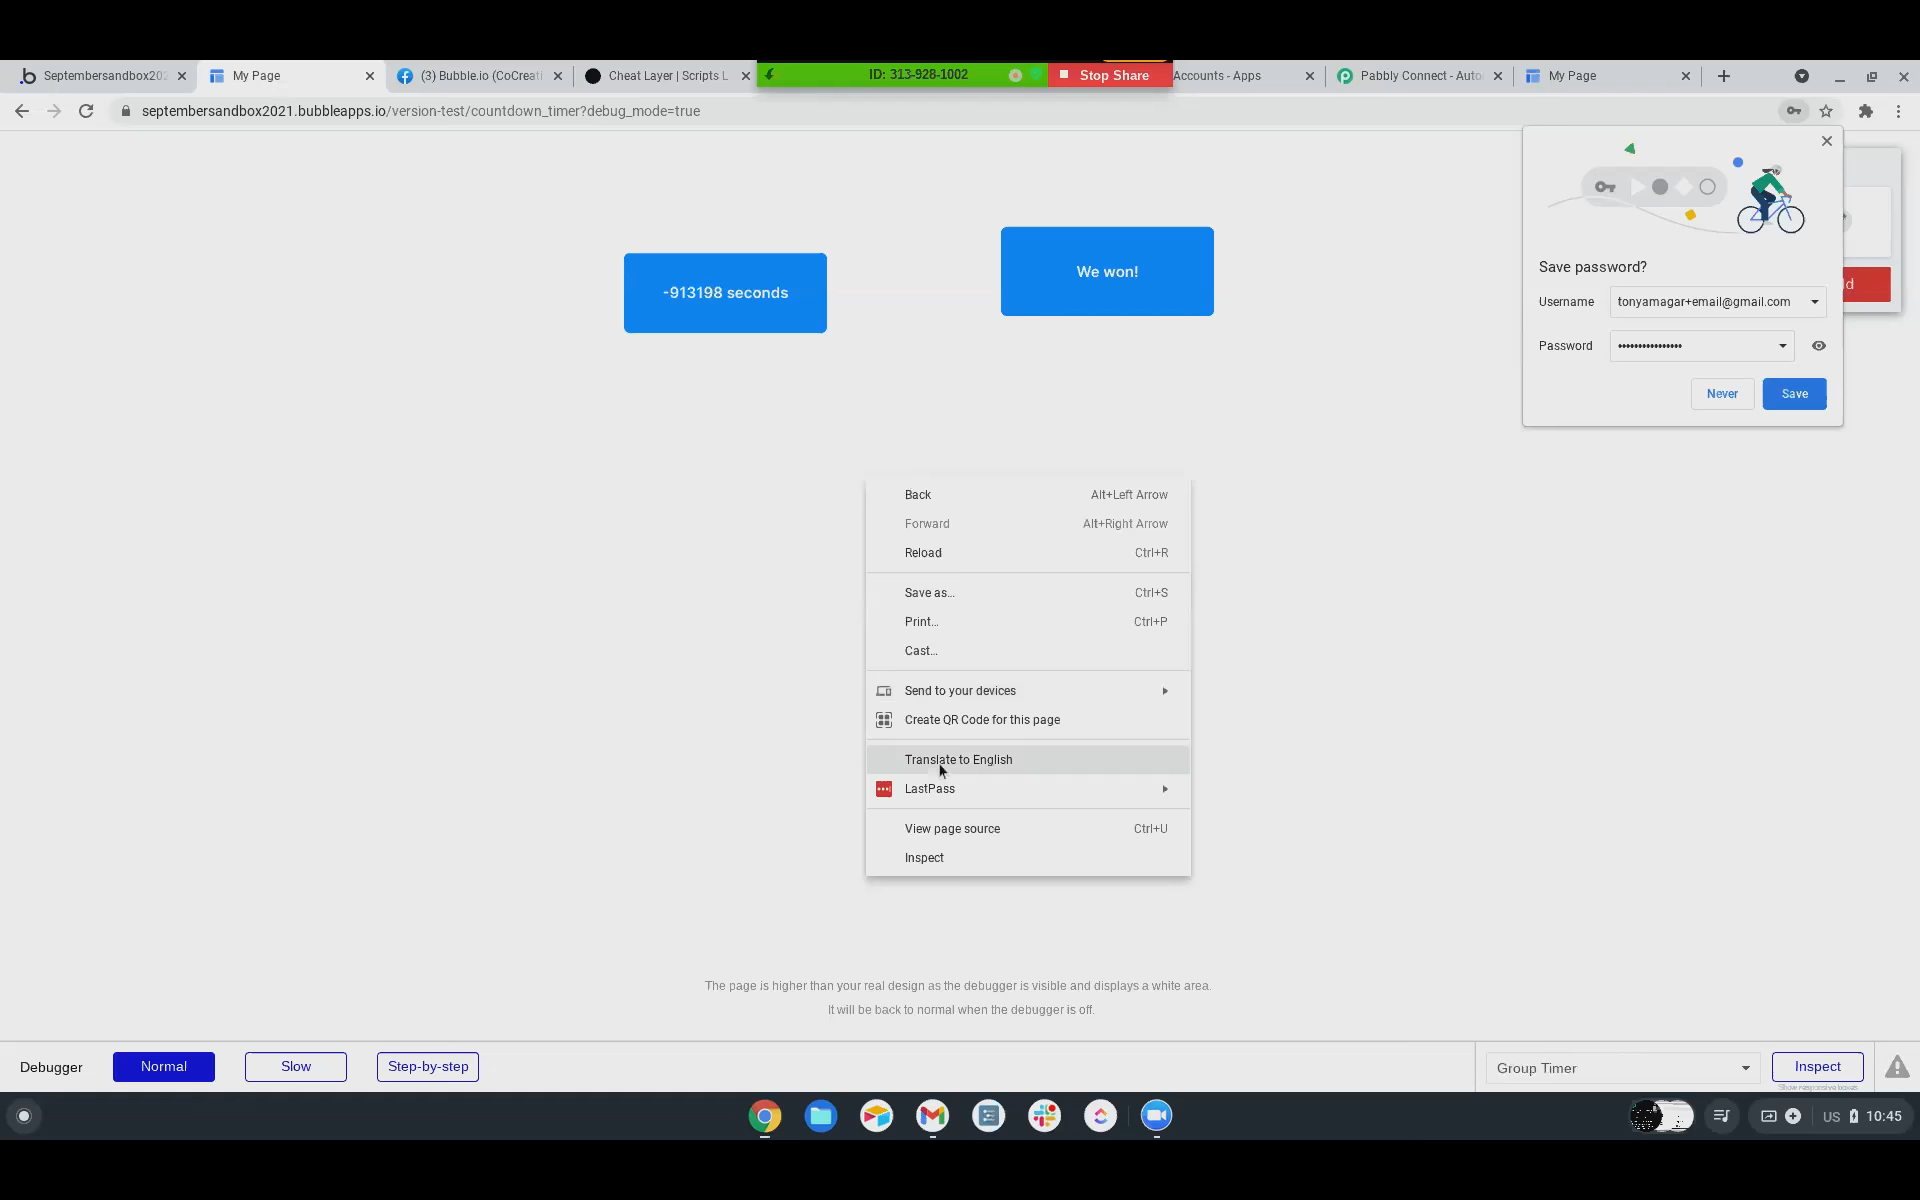 Septembersandbox202
My Page
(3) Bubble.io (CoCreati
Cheat Layer | Scripts L
ID: 313-928-1002
Stop Share
Accounts - Apps
Pabbly Connect - Auto
My Page
septembersandbox2021.bubbleapps.io/version-test/countdown_timer?debug_mode=true
-913198 seconds
We won!
Save password?
Username
tonyamagar+email@gmail.com
Password
••••••••••••••••
Never
Save
Back
Alt+Left Arrow
Forward
Alt+Right Arrow
Reload
Ctrl+R
Save as...
Ctrl+S
Print...
Ctrl+P
Cast...
Send to your devices
Create QR Code for this page
Translate to English
LastPass
View page source
Ctrl+U
Inspect
The page is higher than your real design as the debugger is visible and displays a white area.
It will be back to normal when the debugger is off.
Debugger
Normal
Slow
Step-by-step
Group Timer
Inspect
Show responsive boxes
US
10:45